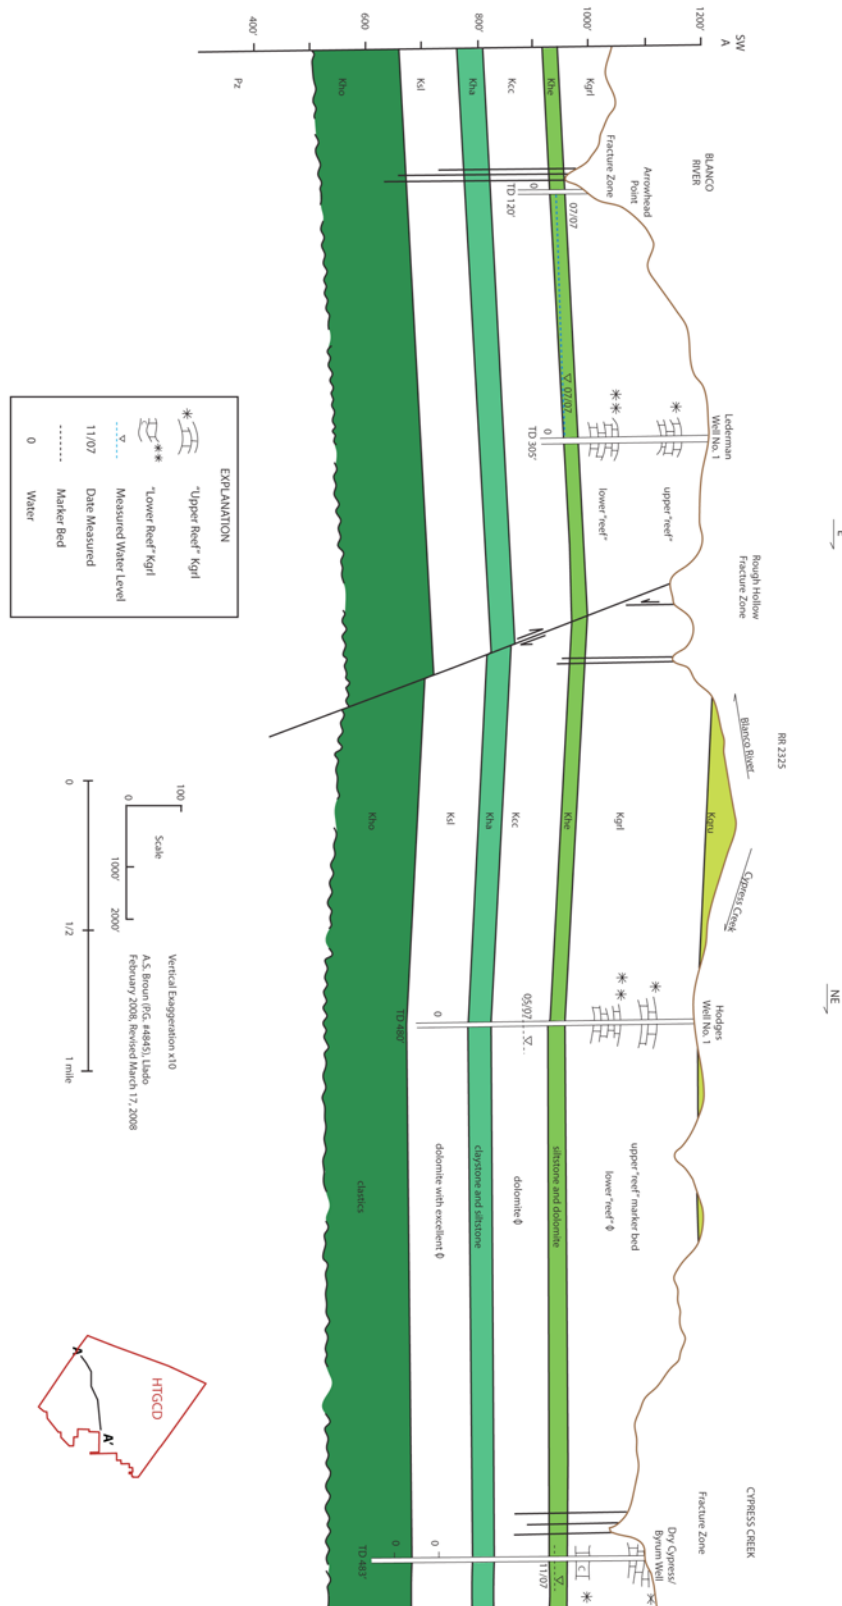 SW
A
1200'
1000'
800'
600
400'
Kgrl
Khe
Kcc
Kha
Ksl
Kho
Pz
BLANCO
RIVER
Arrowhead
Point
Fracture Zone
07/07
0
TD 120'
Lederman
Well No. 1
*
**
upper "reef"
lower "reef"
07/07
0
TD 305'
Rough Hollow
Fracture Zone
RR 2325
Blanco River
Cypress Creek
Kgru
Kgrl
Khe
Kcc
Kha
Ksl
Kho
NE
Hodges
Well No. 1
*
**
05/07
0
TD 480'
upper "reef" marker bed
lower "reef" ϕ
siltstone and dolomite
dolomite ϕ
claystone and siltstone
dolomite with excellent ϕ
clastics
CYPRESS CREEK
Fracture Zone
Dry Cypress/
Byrum Well
*
C
*
11/07
0
0
TD 483'
EXPLANATION
* "Upper Reef" Kgrl
** "Lower Reef" Kgrl
Measured Water Level
11/07 Date Measured
Marker Bed
0 Water
100
0
Scale
1000'
2000'
0
1/2
1 mile
Vertical Exaggeration x10
A.S. Broun (P.G. #4845), Llado
February 2008, Revised March 17, 2008
HTGCD
A
A'